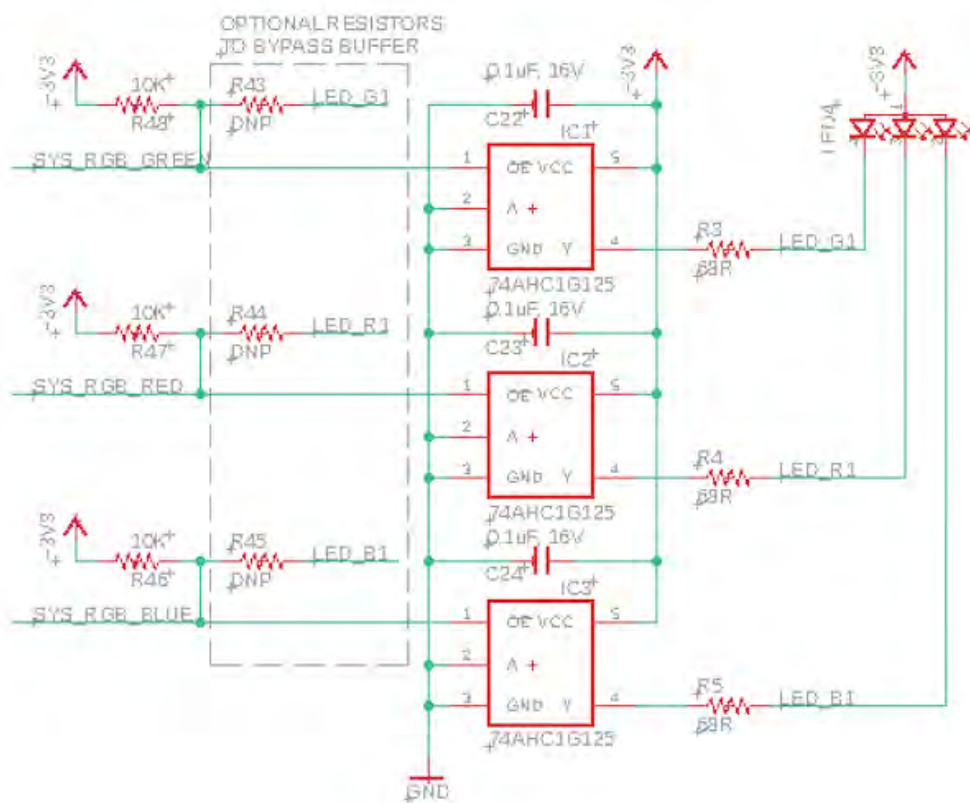 OPTIONAL RESISTORS
TO BYPASS BUFFER
+3V3
10K
R48
R43
DNP
LED_G1
SYS_RGB_GREEN
0.1uF, 16V
C22
+3V3
+3V3
LED4
1
4
3
2
IC1
1
OE VCC
5
2
A
3
GND Y
4
74AHC1G125
R3
LED_G1
+3V3
10K
R47
R44
DNP
LED_R1
SYS_RGB_RED
0.1uF, 16V
C23
IC2
1
OE VCC
5
2
A
3
GND Y
4
74AHC1G125
R4
LED_R1
+3V3
10K
R46
R45
DNP
LED_B1
SYS_RGB_BLUE
0.1uF, 16V
C24
IC3
1
OE VCC
5
2
A
3
GND Y
4
74AHC1G125
R5
LED_B1
GND